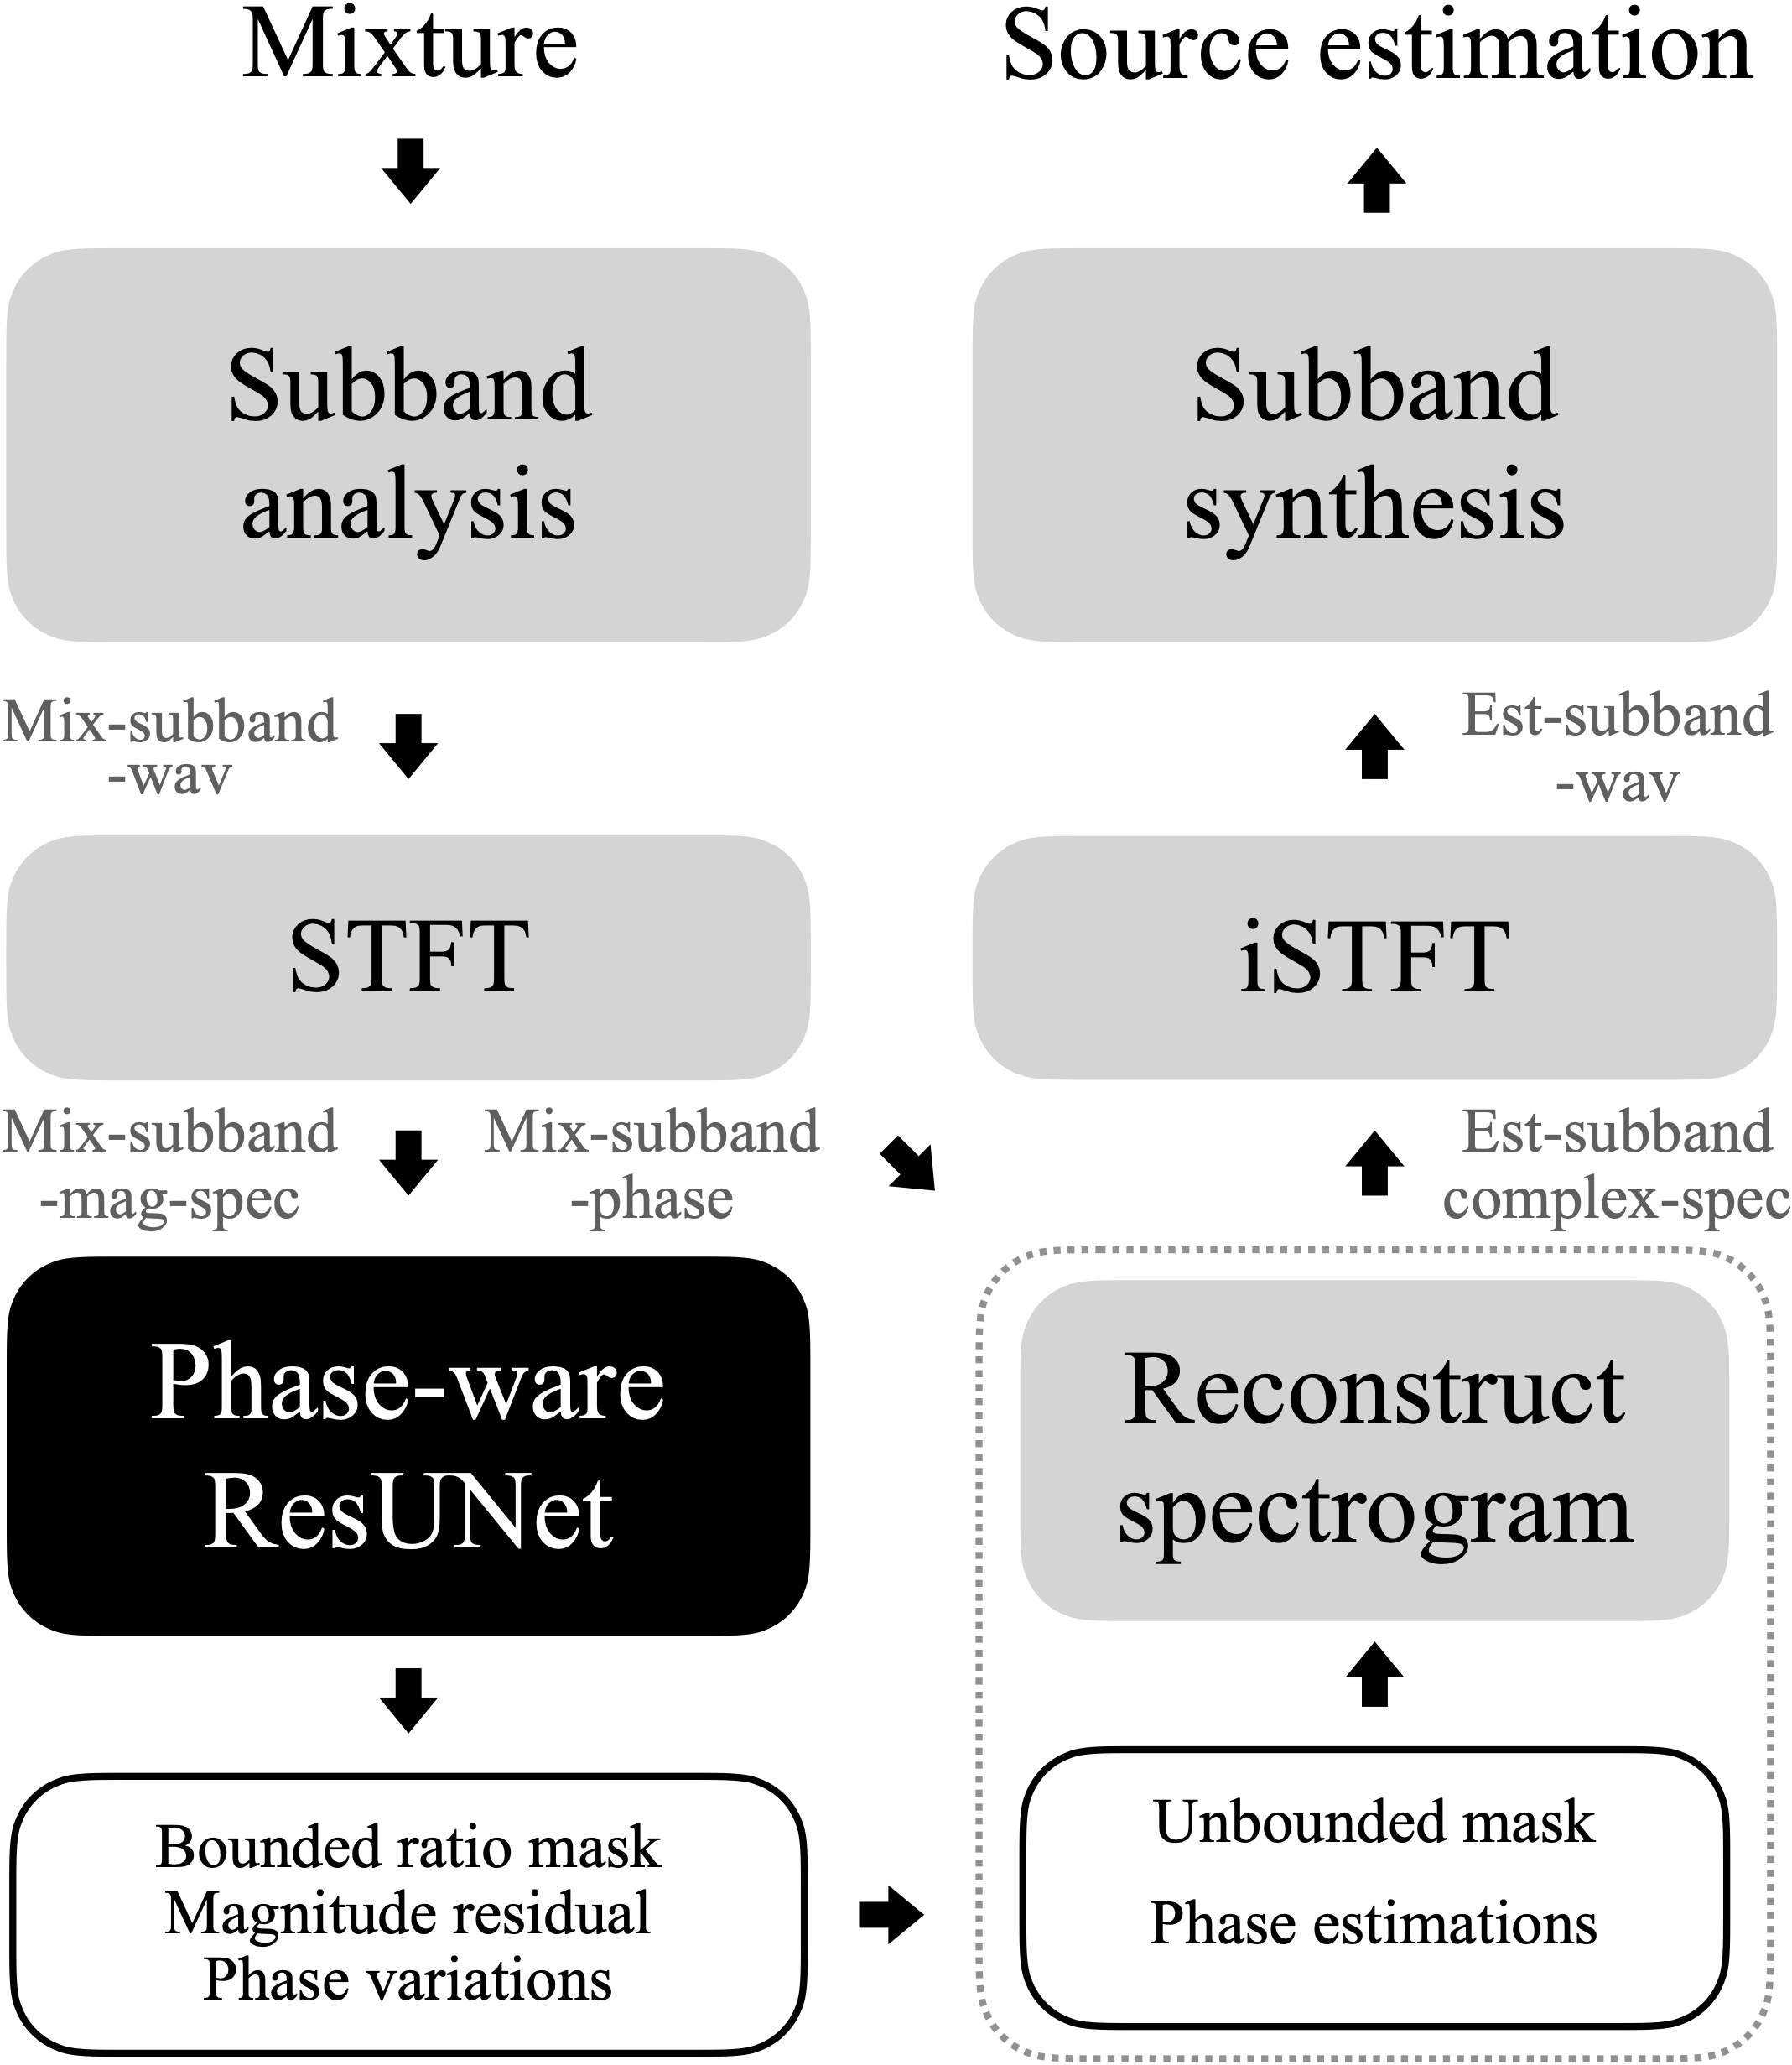 Mixture
Subband
analysis
Mix-subband
-wav
STFT
Mix-subband
-mag-spec
Mix-subband
-phase
Phase-ware
ResUNet
Bounded ratio mask
Magnitude residual
Phase variations
Source estimation
Subband
synthesis
Est-subband
-wav
iSTFT
Est-subband
complex-spec
Reconstruct
spectrogram
Unbounded mask
Phase estimations